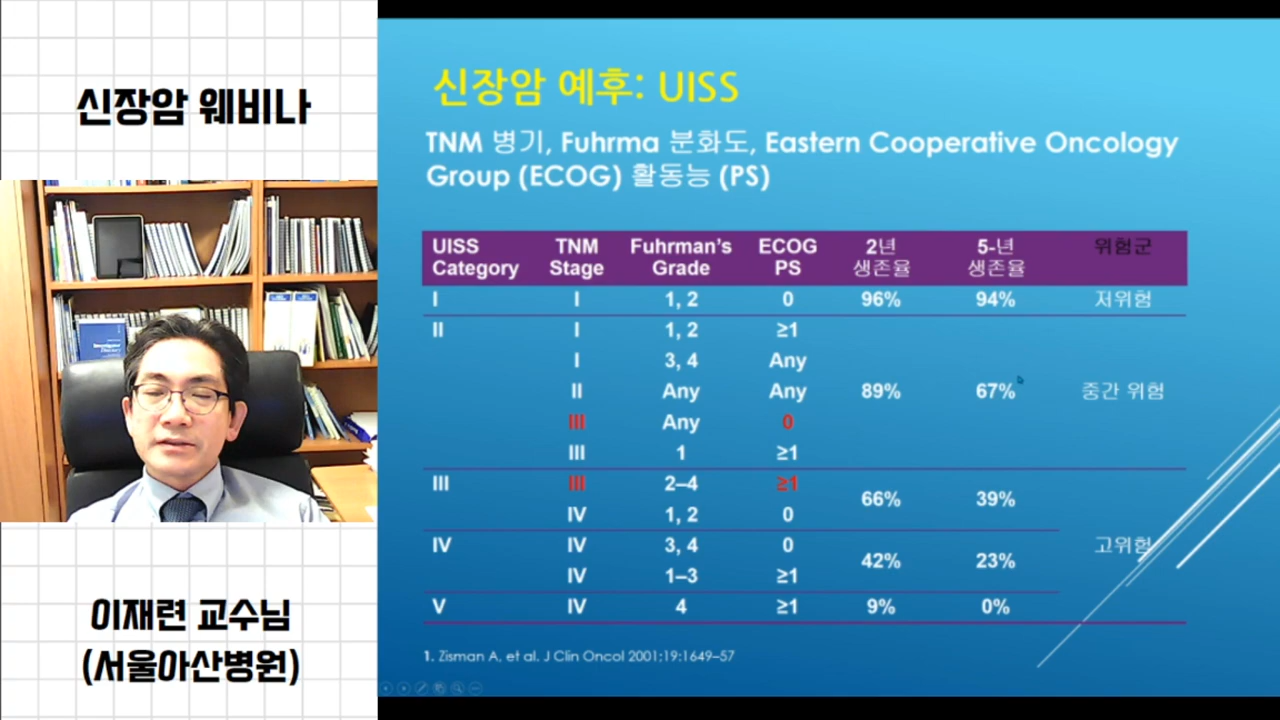 신장암 웨비나
이재련 교수님
(서울아산병원)
신장암 예후: UISS
TNM 병기, Fuhrma 분화도, Eastern Cooperative Oncology
Group (ECOG) 활동능 (PS)
UISS Category TNM Stage Fuhrman's Grade ECOG PS 2년 생존율 5-년 생존율 위험군
I I 1, 2 0 96% 94% 저위험
II I 1, 2 ≥1
I 3, 4 Any
II Any Any 89% 67% 중간 위험
III Any 0
III 1 ≥1
III III 2–4 ≥1 66% 39%
IV 1, 2 0
IV IV 3, 4 0 42% 23% 고위험
IV 1–3 ≥1
V IV 4 ≥1 9% 0%
1. Zisman A, et al. J Clin Oncol 2001;19:1649–57